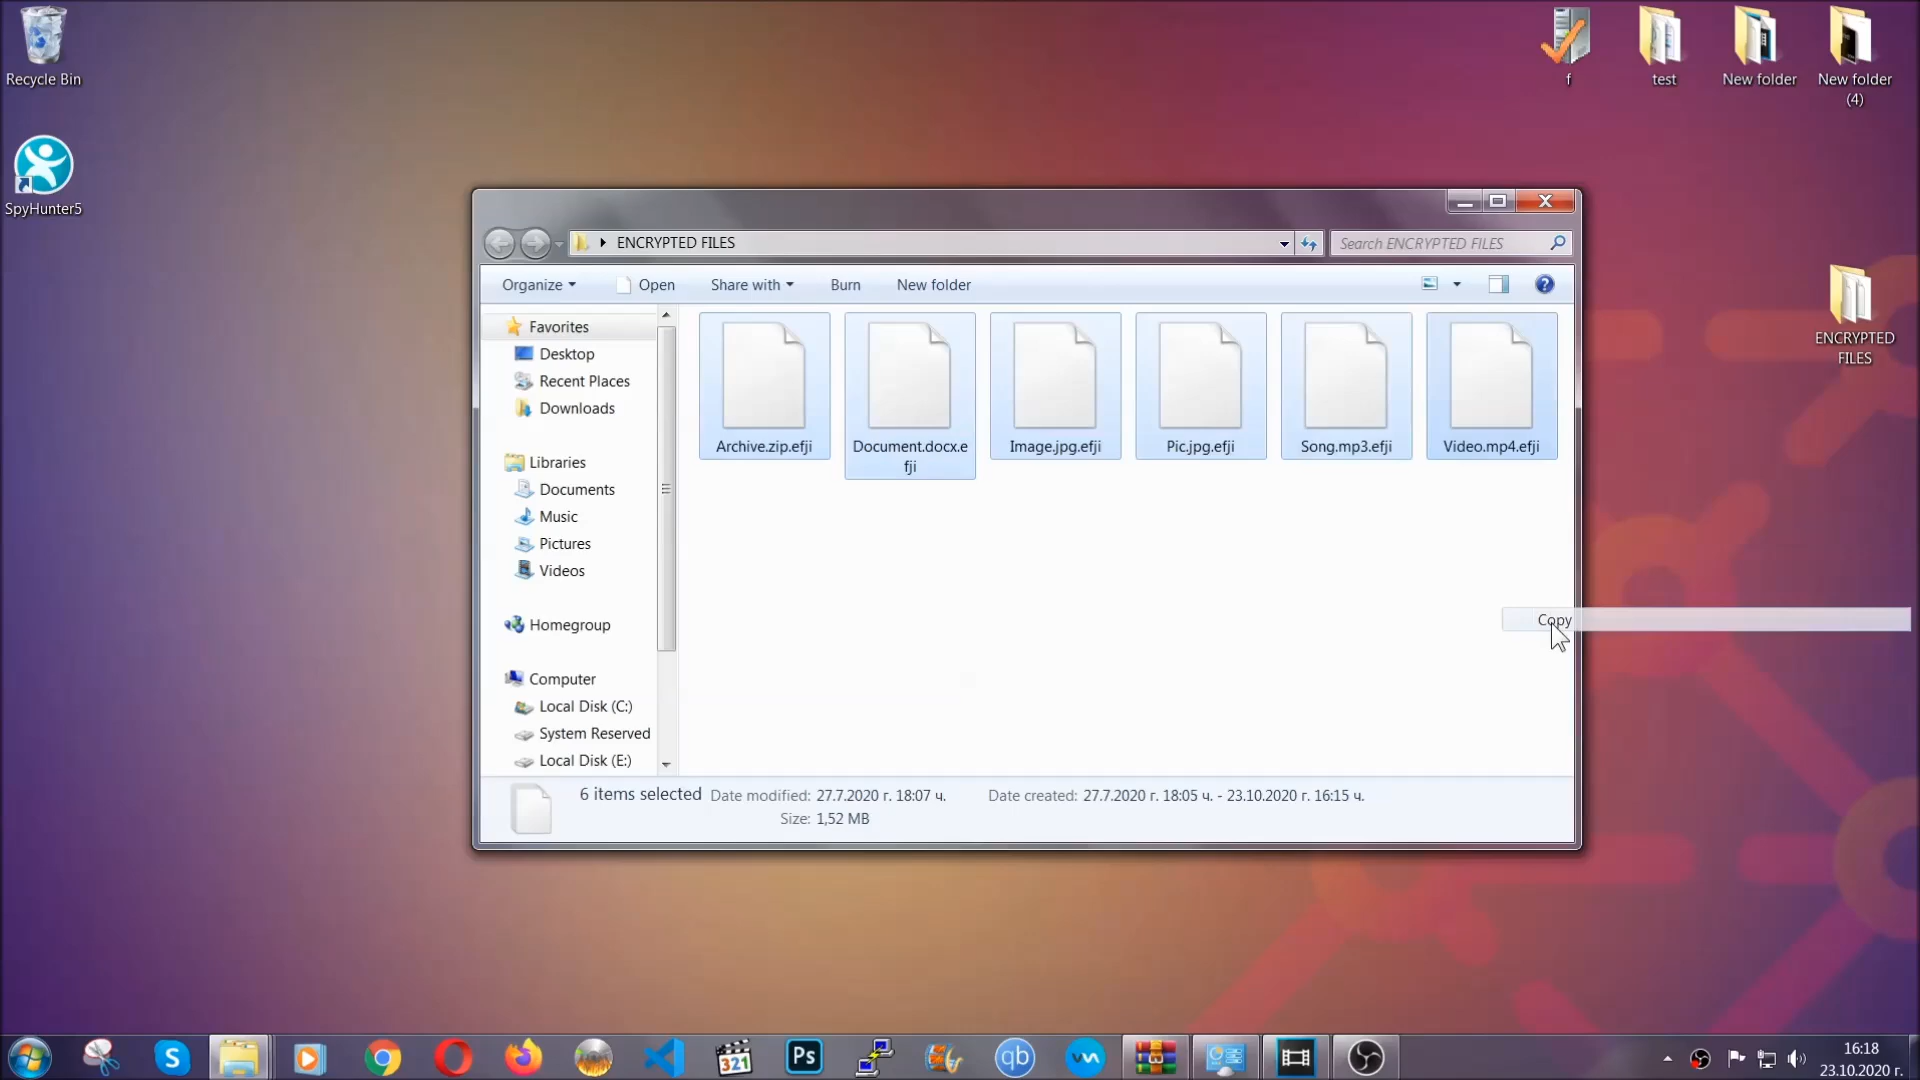 Recycle Bin
f
test
New folder
New folder
(4)
SpyHunter5
ENCRYPTED FILES
Search ENCRYPTED FILES
Organize
Open
Share with
Burn
New folder
Favorites
Desktop
Recent Places
Downloads
Libraries
Documents
Music
Pictures
Videos
Homegroup
Computer
Local Disk (C:)
System Reserved
Local Disk (E:)
Archive.zip.efji
Document.docx.e
fji
Image.jpg.efji
Pic.jpg.efji
Song.mp3.efji
Video.mp4.efji
ENCRYPTED
FILES
Copy
6 items selected
Date modified: 27.7.2020 г. 18:07 ч.
Date created: 27.7.2020 г. 18:05 ч. - 23.10.2020 г. 16:15 ч.
Size: 1,52 MB
S
321
Ps
qb
16:18
23.10.2020 г.